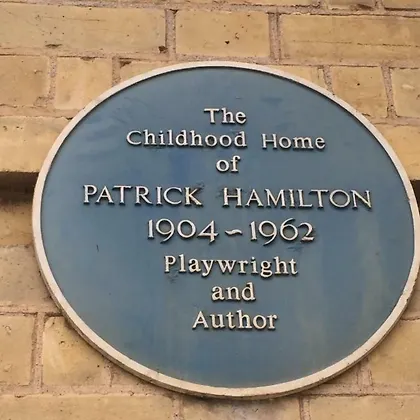 The
Childhood Home
of
PATRICK HAMILTON
1904~1962
Playwright
and
Author